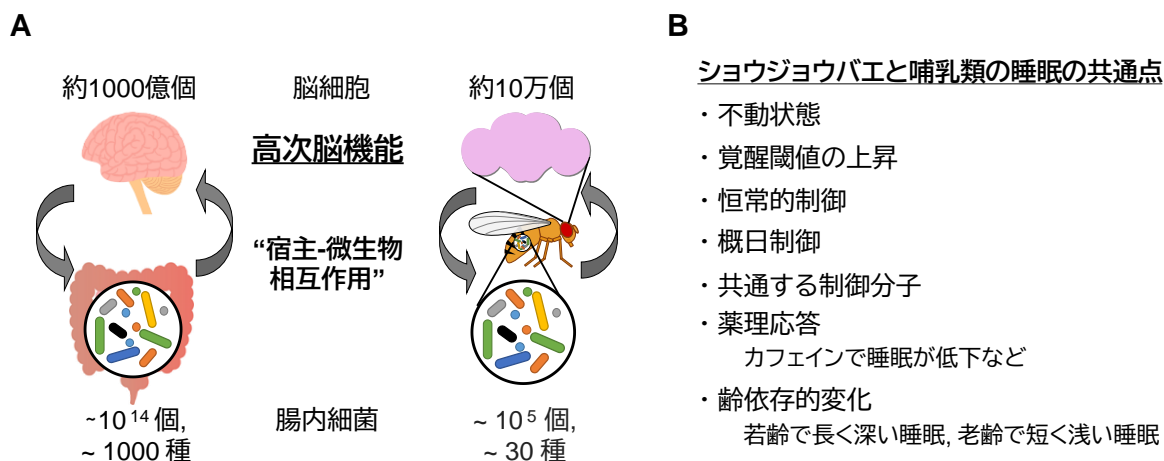 A
約1000億個
脳細胞
約10万個
高次脳機能
“宿主-微生物
相互作用”
~10¹⁴ 個,
~ 1000 種
腸内細菌
~ 10⁵ 個,
~ 30 種
B
ショウジョウバエと哺乳類の睡眠の共通点
・不動状態
・覚醒閾値の上昇
・恒常的制御
・概日制御
・共通する制御分子
・薬理応答
カフェインで睡眠が低下など
・齢依存的変化
若齢で長く深い睡眠, 老齢で短く浅い睡眠